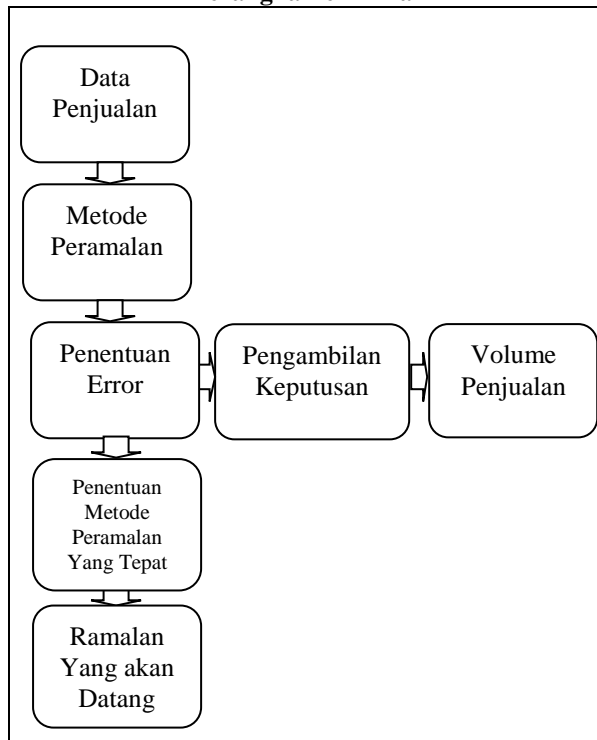 Data
Penjualan
Metode
Peramalan
Penentuan
Error
Pengambilan
Keputusan
Volume
Penjualan
Penentuan
Metode
Peramalan
Yang Tepat
Ramalan
Yang akan
Datang